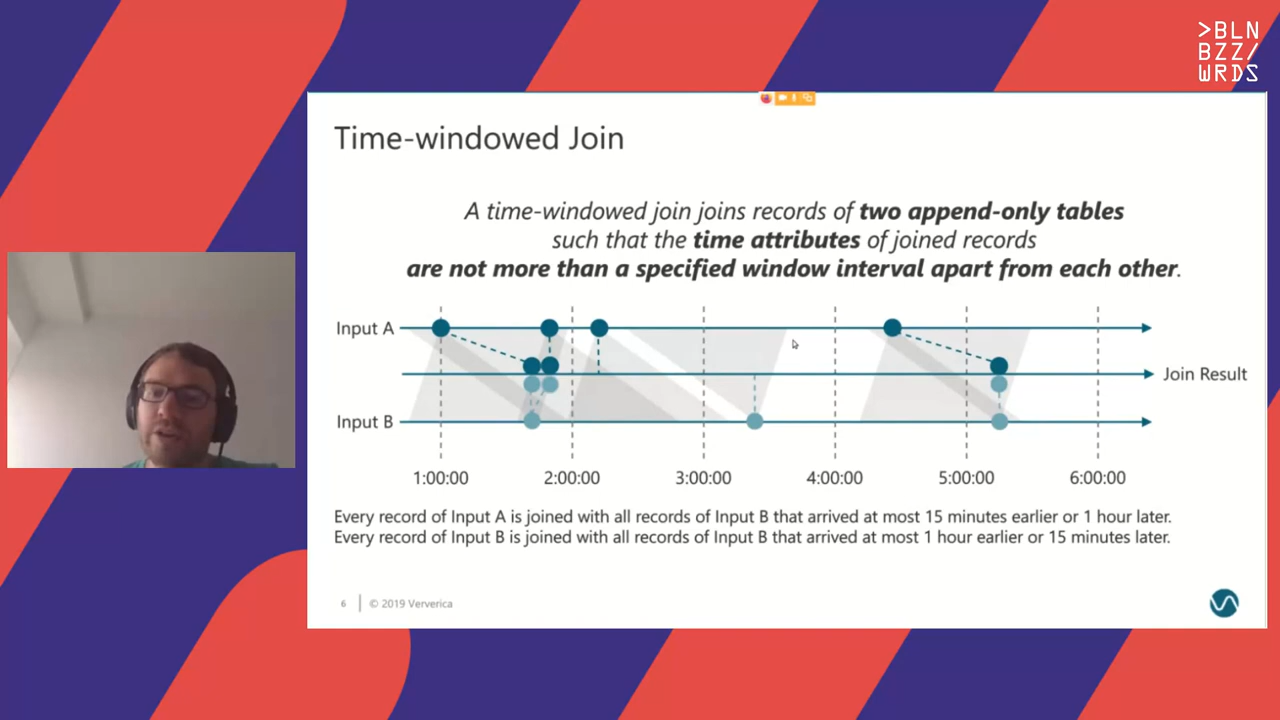 >BLN
BZZ/
WRDS
Time-windowed Join
A time-windowed join joins records of two append-only tables
such that the time attributes of joined records
are not more than a specified window interval apart from each other.
Input A
Join Result
Input B
1:00:00 2:00:00 3:00:00 4:00:00 5:00:00 6:00:00
Every record of Input A is joined with all records of Input B that arrived at most 15 minutes earlier or 1 hour later.
Every record of Input B is joined with all records of Input B that arrived at most 1 hour earlier or 15 minutes later.
6 © 2019 Ververica